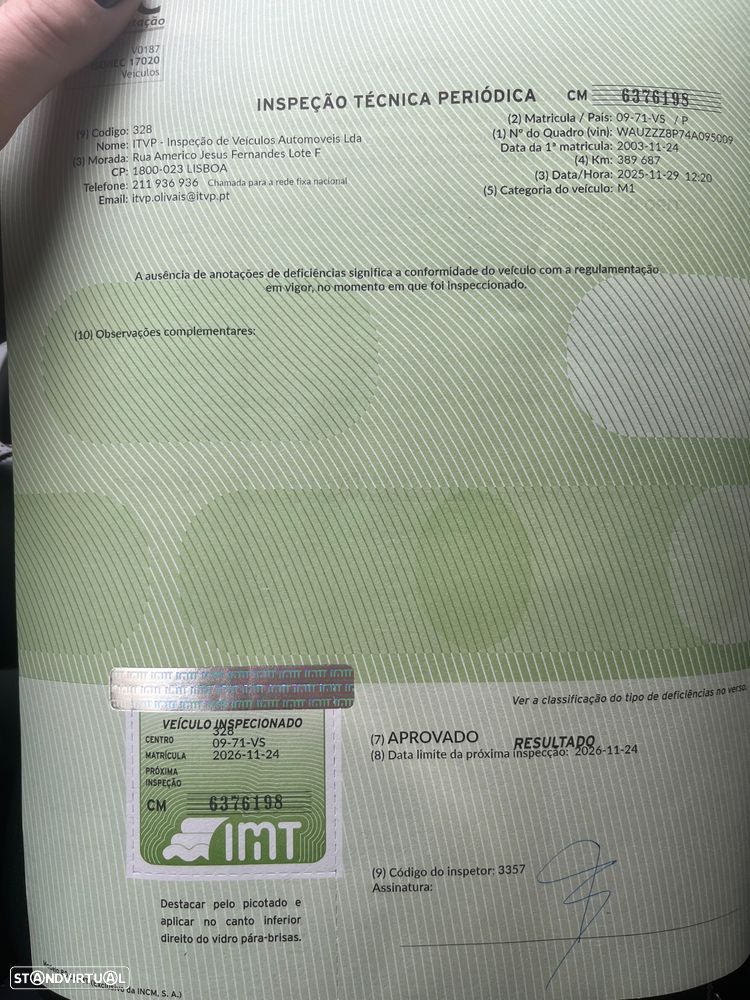 tação
V0187
IEC 17020
Veículos
INSPEÇÃO TÉCNICA PERIÓDICA CM 6376198
(9) Codigo: 328
Nome: ITVP - Inspeção de Veículos Automoveis Lda
(3) Morada: Rua Americo Jesus Fernandes Lote F
CP: 1800-023 LISBOA
Telefone: 211 936 936 Chamada para a rede fixa nacional
Email: itvp.olivais@itvp.pt
(2) Matricula / País: 09-71-VS / P
(1) Nº do Quadro (vin): WAUZZZ8P74A095009
Data da 1ª matricula: 2003-11-24
(4) Km: 389 687
(3) Data/Hora: 2025-11-29 12:20
(5) Categoria do veículo: M1
A ausência de anotações de deficiências significa a conformidade do veículo com a regulamentação
em vigor, no momento em que foi inspeccionado.
(10) Observações complementares:
Ver a classificação do tipo de deficiências no verso.
VEÍCULO INSPECIONADO
CENTRO 328
MATRÍCULA 09-71-VS
PRÓXIMA INSPEÇÃO 2026-11-24
CM 6376198
IMT
Destacar pelo picotado e
aplicar no canto inferior
direito do vidro pára-brisas.
RESULTADO
(7) APROVADO
(8) Data limite da próxima inspecção: 2026-11-24
(9) Código do inspetor: 3357
Assinatura:
(Exclusivo da INCM, S. A.)
STANDVIRTUAL